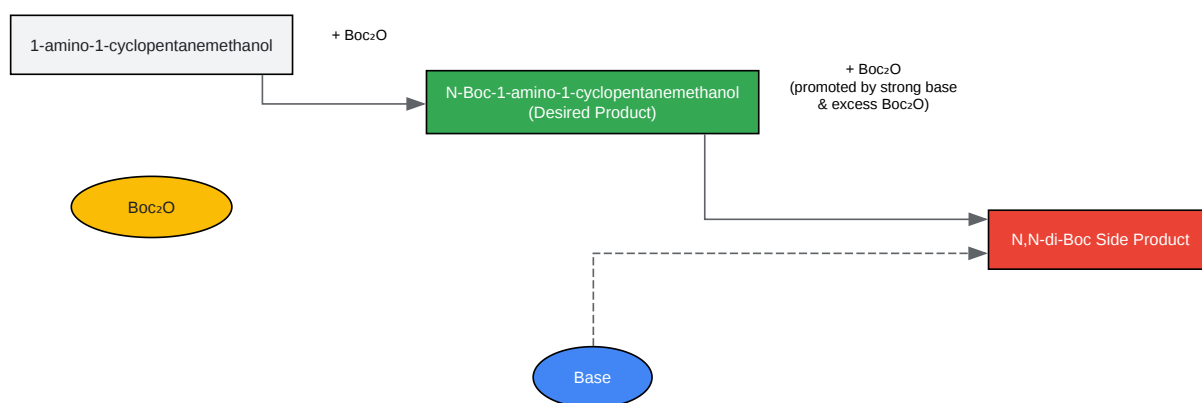 1-amino-1-cyclopentanemethanol
+ Boc₂O
N-Boc-1-amino-1-cyclopentanemethanol
(Desired Product)
+ Boc₂O
(promoted by strong base
& excess Boc₂O)
Boc₂O
N,N-di-Boc Side Product
Base